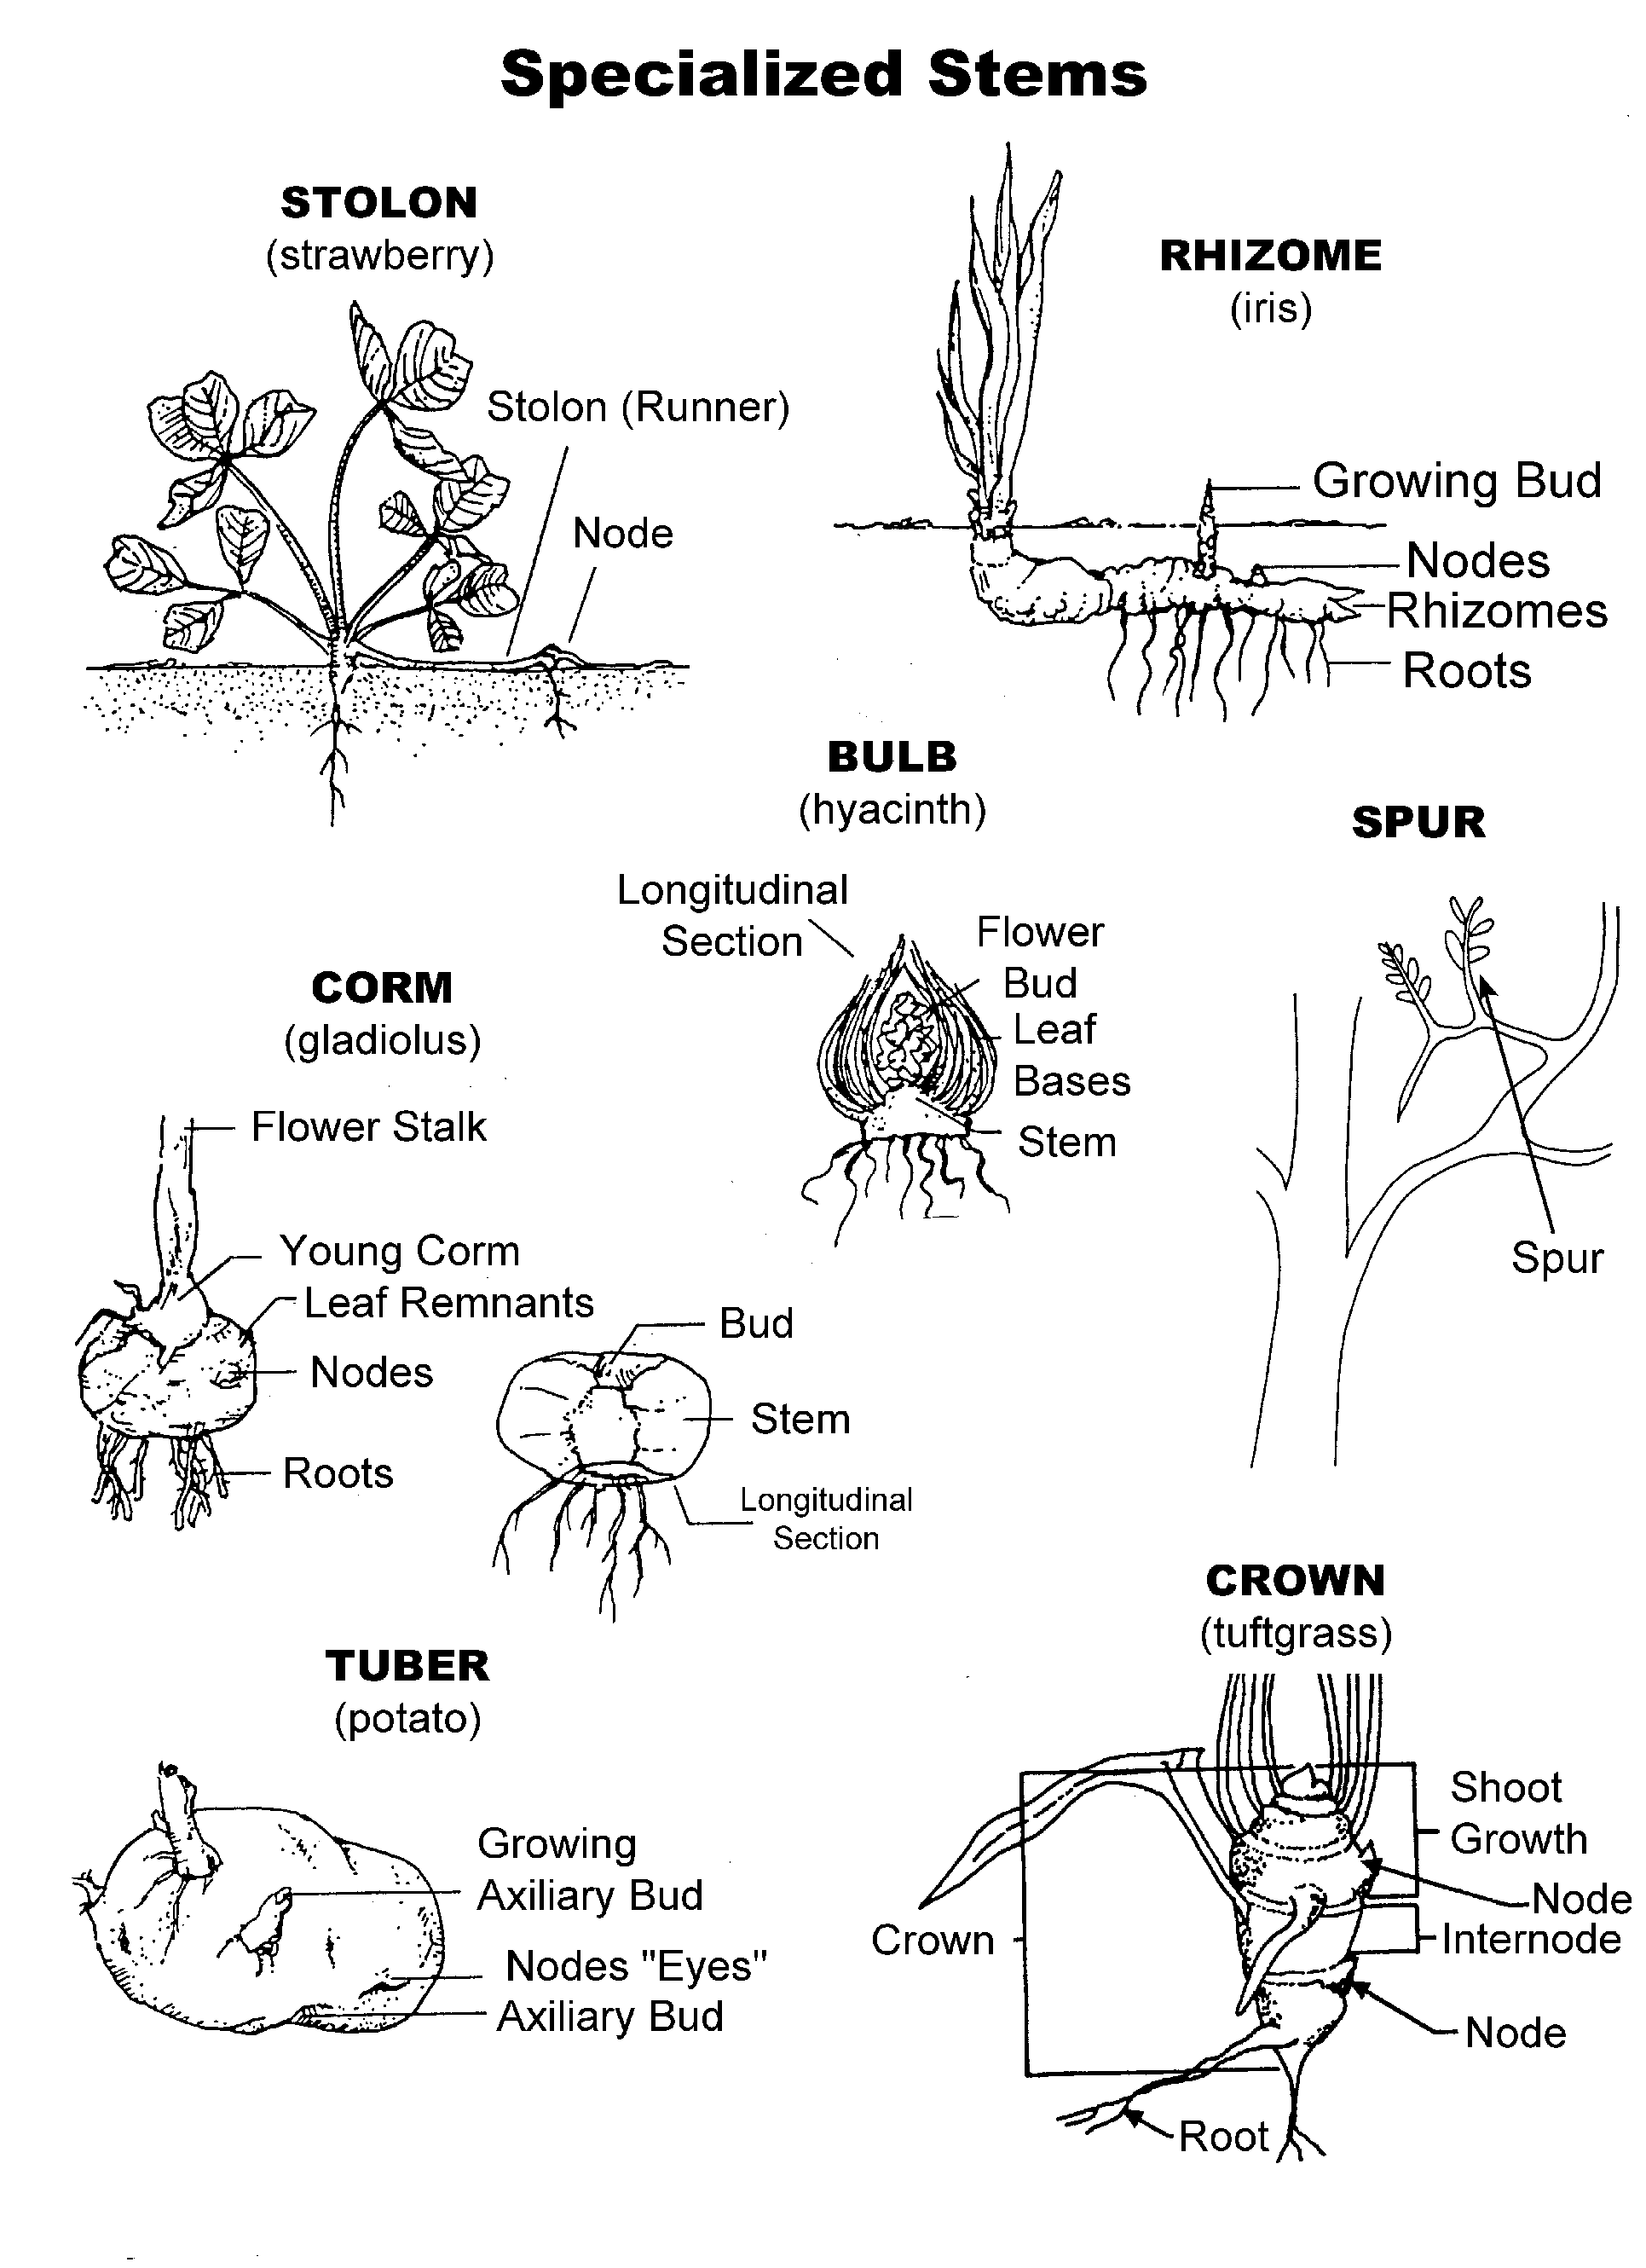 Specialized Stems
STOLON
(strawberry)
Stolon (Runner)
Node
RHIZOME
(iris)
Growing Bud
Nodes
Rhizomes
Roots
BULB
(hyacinth)
Longitudinal
Section
Flower
Bud
Leaf
Bases
Stem
SPUR
Spur
CORM
(gladiolus)
Flower Stalk
Young Corm
Leaf Remnants
Nodes
Roots
Bud
Stem
Longitudinal
Section
TUBER
(potato)
Growing
Axiliary Bud
Nodes "Eyes"
Axiliary Bud
CROWN
(tuftgrass)
Shoot
Growth
Node
Internode
Node
Crown
Root